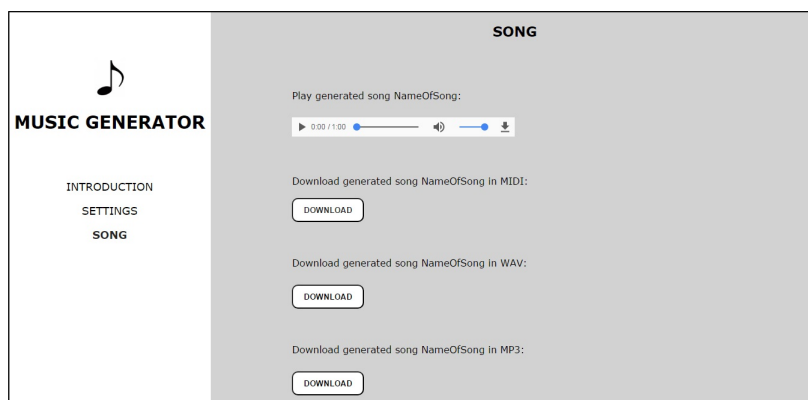 MUSIC GENERATOR
INTRODUCTION
SETTINGS
SONG
SONG
Play generated song NameOfSong:
0:00 / 1:00
Download generated song NameOfSong in MIDI:
DOWNLOAD
Download generated song NameOfSong in WAV:
DOWNLOAD
Download generated song NameOfSong in MP3:
DOWNLOAD